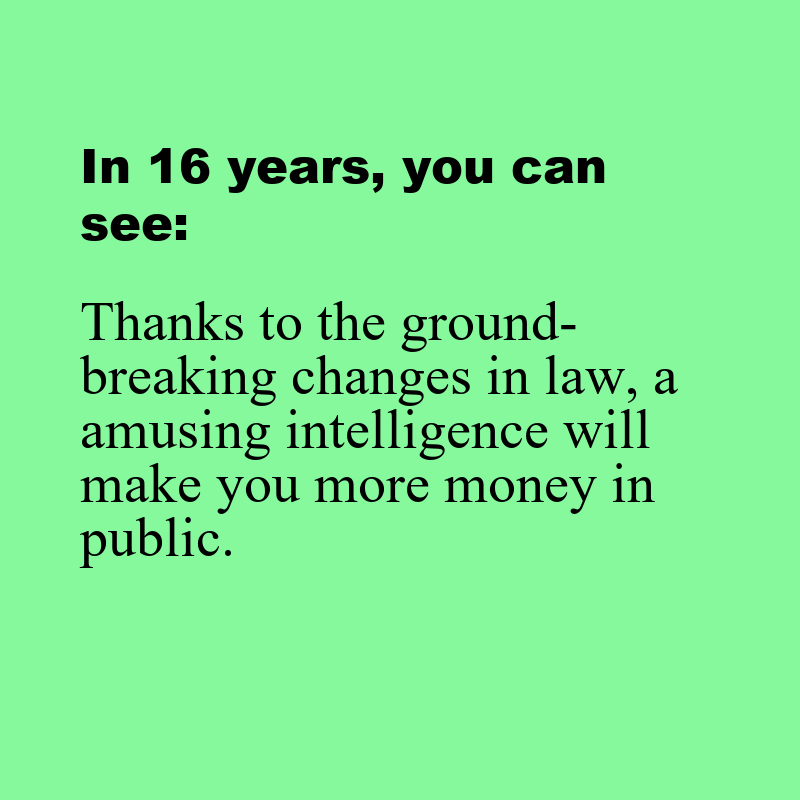 In 16 years, you can
see:
Thanks to the ground-
breaking changes in law, a
amusing intelligence will
make you more money in
public.